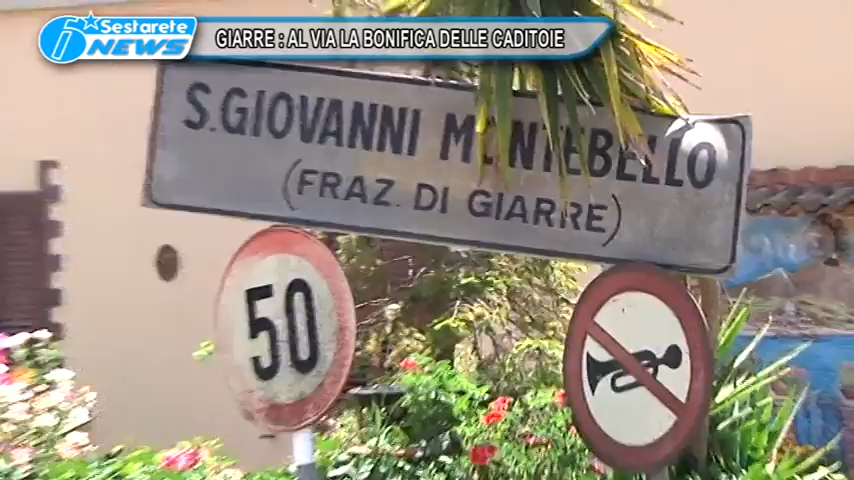 6 Sestarete
NEWS
GIARRE : AL VIA LA BONIFICA DELLE CADITOIE
S. GIOVANNI MONTEBELLO
(FRAZ. DI GIARRE)
50